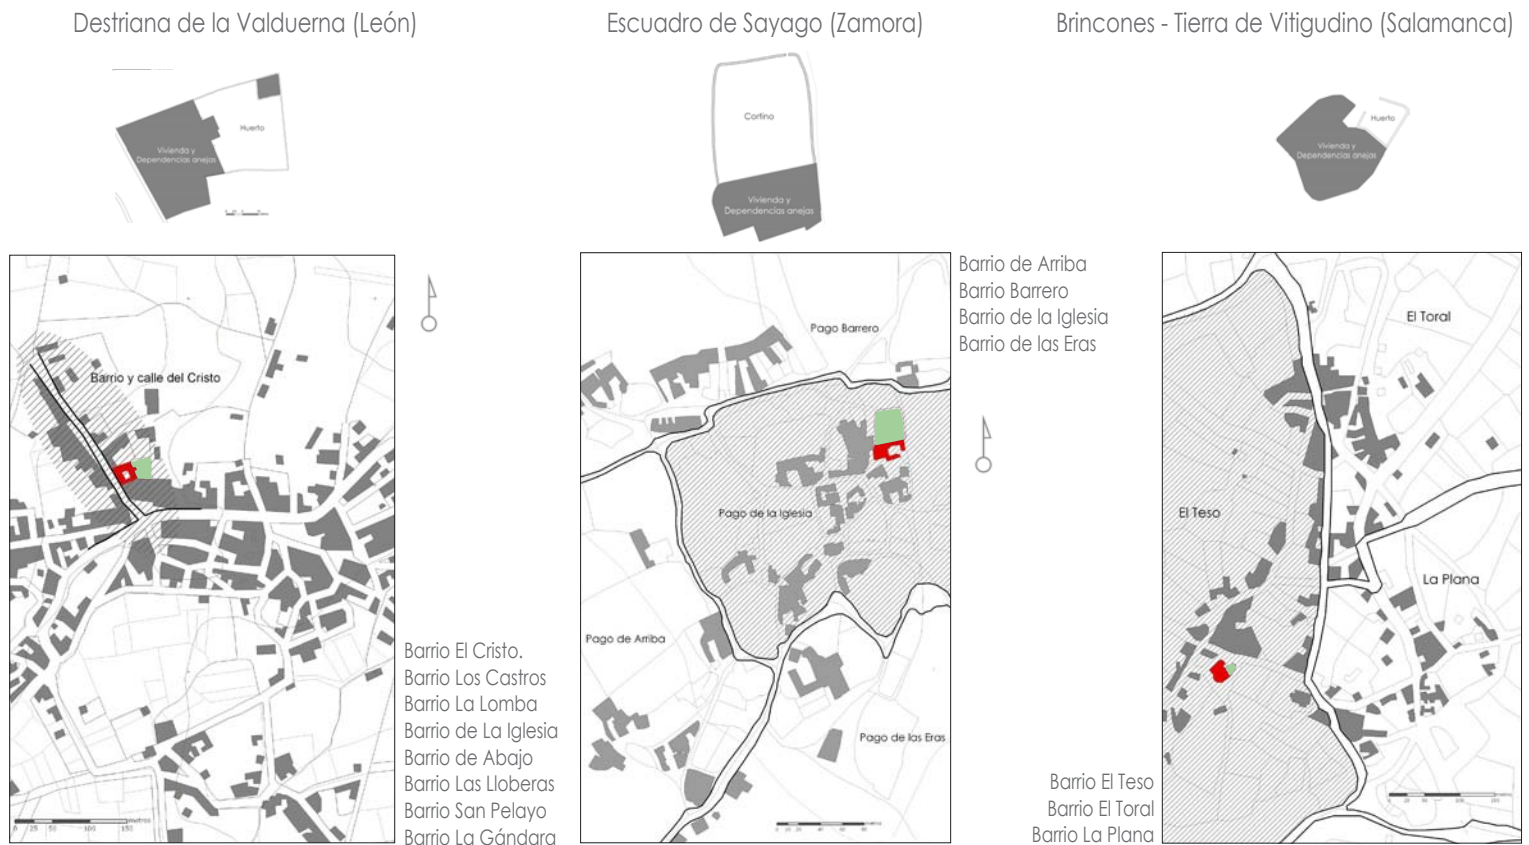 Destriana de la Valduerna (León)
Escuadro de Sayago (Zamora)
Brincones - Tierra de Vitigudino (Salamanca)
Huerto
Vivienda y
Dependencias anejas
Cortino
Vivienda y
Dependencias anejas
Huerto
Vivienda y
Dependencias anejas
Barrio y calle del Cristo
0 25 50 100 150 metros
Barrio El Cristo.
Barrio Los Castros
Barrio La Lomba
Barrio de La Iglesia
Barrio de Abajo
Barrio Las Lloberas
Barrio San Pelayo
Barrio La Gándara
Pago Barrero
Pago de la Iglesia
Pago de Arriba
Pago de las Eras
Barrio de Arriba
Barrio Barrero
Barrio de la Iglesia
Barrio de las Eras
El Toral
El Teso
La Plana
Barrio El Teso
Barrio El Toral
Barrio La Plana